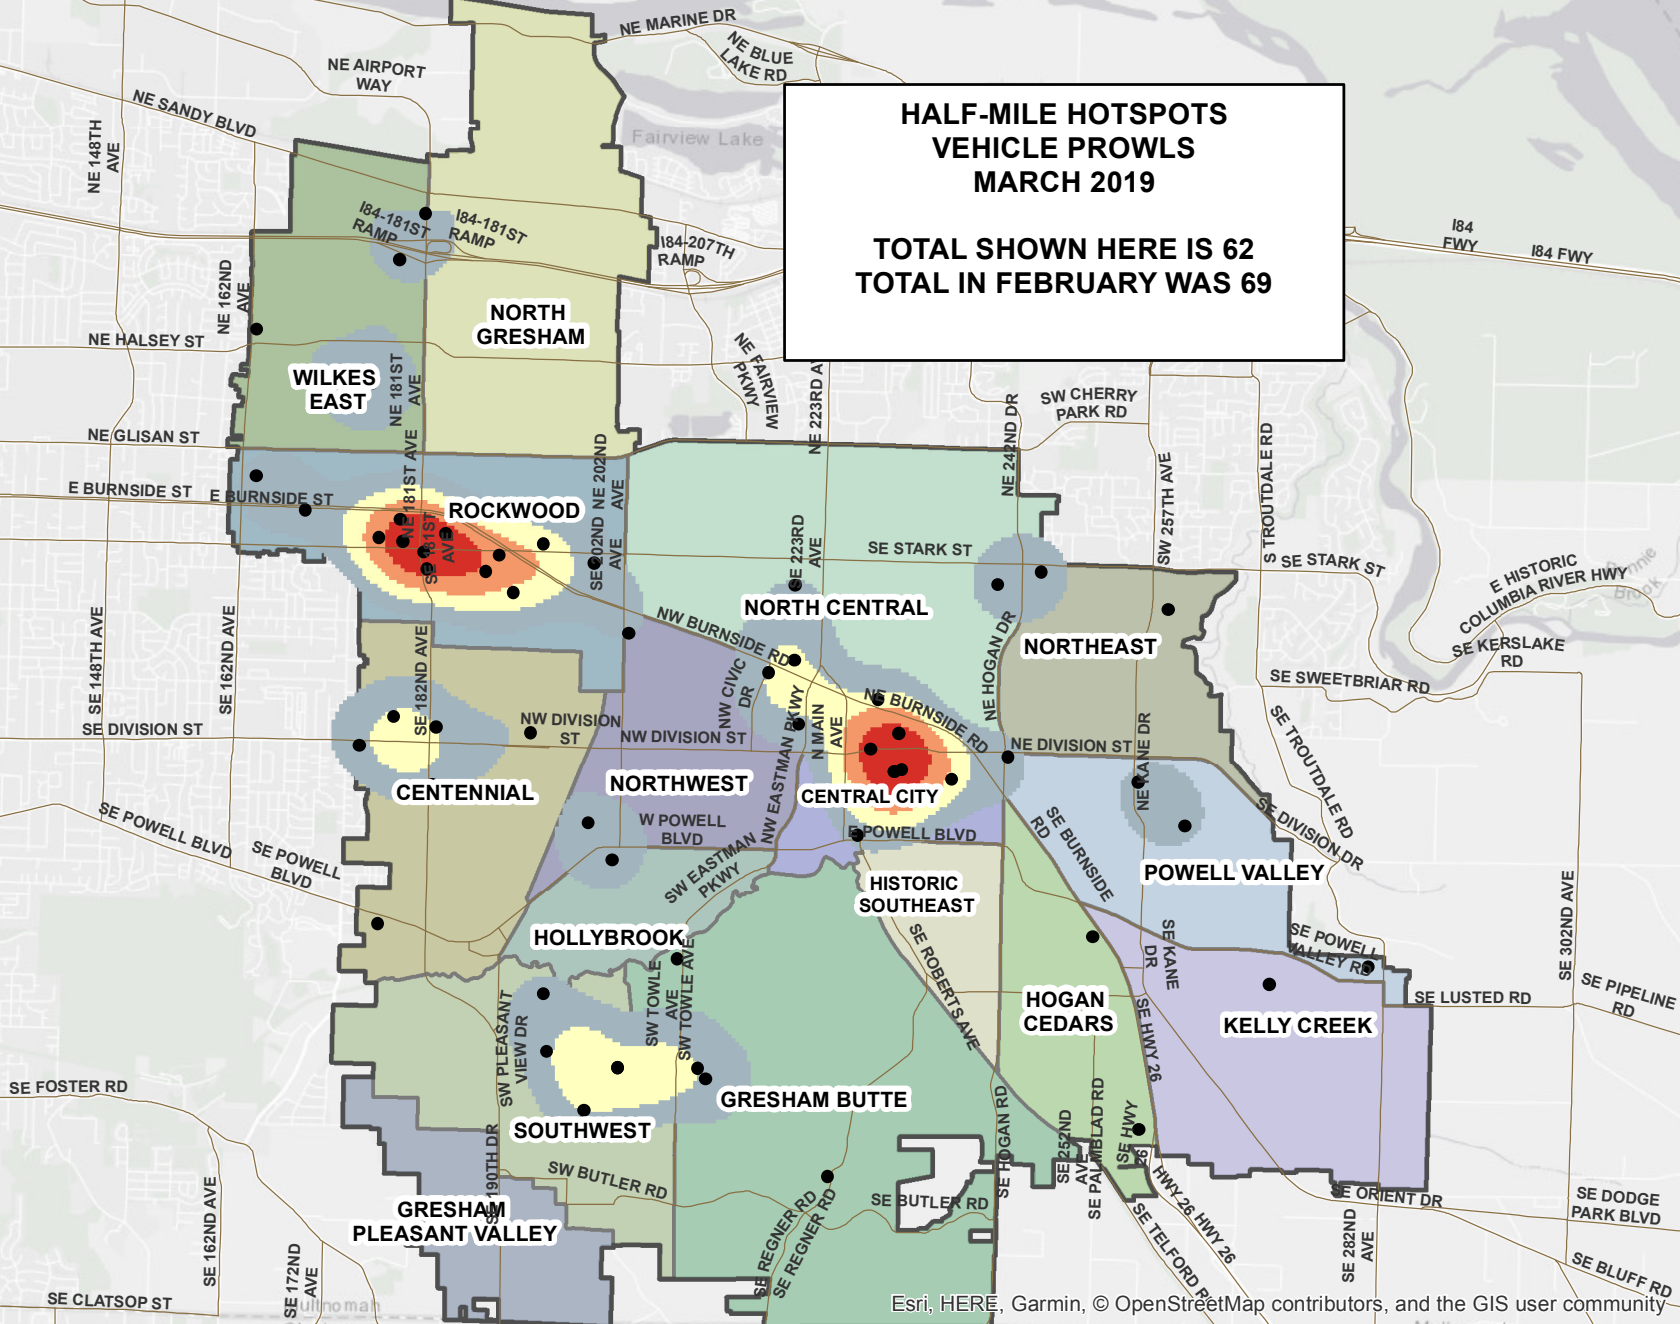 HALF-MILE HOTSPOTS
VEHICLE PROWLS
MARCH 2019
TOTAL SHOWN HERE IS 62
TOTAL IN FEBRUARY WAS 69
NE MARINE DR
NE BLUE
LAKE RD
NE AIRPORT
WAY
NE SANDY BLVD
NE 148TH
AVE
Fairview Lake
I84-181ST
RAMP
I84-181ST
RAMP
I84-207TH
RAMP
I84
FWY
I84 FWY
NE 162ND
AVE
NORTH
GRESHAM
NE HALSEY ST
WILKES
EAST
NE 181ST
AVE
NE FAIRVIEW
PKWY
NE 223RD AV
SW CHERRY
PARK RD
NE 242ND DR
NE GLISAN ST
E BURNSIDE ST
E BURNSIDE ST
NE 181ST AVE
ROCKWOOD
NE 202ND
AVE
SW 257TH AVE
S TROUTDALE RD
SE 181ST
AVE
SE 202ND
AVE
SE 223RD
AVE
SE STARK ST
SE STARK ST
E HISTORIC
COLUMBIA RIVER HWY
Brook
NORTH CENTRAL
NORTHEAST
SE KERSLAKE
RD
SE SWEETBRIAR RD
SE 148TH AVE
SE 162ND AVE
SE 182ND AVE
NW BURNSIDE RD
NW CIVIC
DR
NE HOGAN DR
SE DIVISION ST
NW DIVISION
ST
NW DIVISION ST
NW EASTMAN PKWY
N MAIN
AVE
NE BURNSIDE RD
NE DIVISION ST
NE KANE DR
SE TROUTDALE RD
CENTENNIAL
NORTHWEST
CENTRAL CITY
SE POWELL BLVD
SE POWELL
BLVD
W POWELL
BLVD
E POWELL BLVD
SE BURNSIDE
RD
SE DIVISION DR
SW EASTMAN
PKWY
HISTORIC
SOUTHEAST
POWELL VALLEY
HOLLYBROOK
SE 302ND AVE
SE ROBERTS AVE
SE KANE
DR
SE POWELL
VALLEY RD
SW TOWLE
AVE
SW TOWLE AVE
HOGAN
CEDARS
KELLY CREEK
SE LUSTED RD
SE PIPELINE
RD
SW PLEASANT
VIEW DR
SE HWY 26
SE FOSTER RD
GRESHAM BUTTE
SOUTHWEST
SE HOGAN RD
SE 252ND
AVE
SE PALMBLAD RD
SE HWY
26
SE 190TH DR
SW BUTLER RD
SE BUTLER RD
SE REGNER RD
SE REGNER RD
GRESHAM
PLEASANT VALLEY
HWY 26
HWY 26
SE ORIENT DR
SE DODGE
PARK BLVD
SE 162ND AVE
SE 172ND
AVE
SE TELFORD R
SE 282ND
AVE
SE BLUFF RD
SE CLATSOP ST
ultnomah
Esri, HERE, Garmin, © OpenStreetMap contributors, and the GIS user community